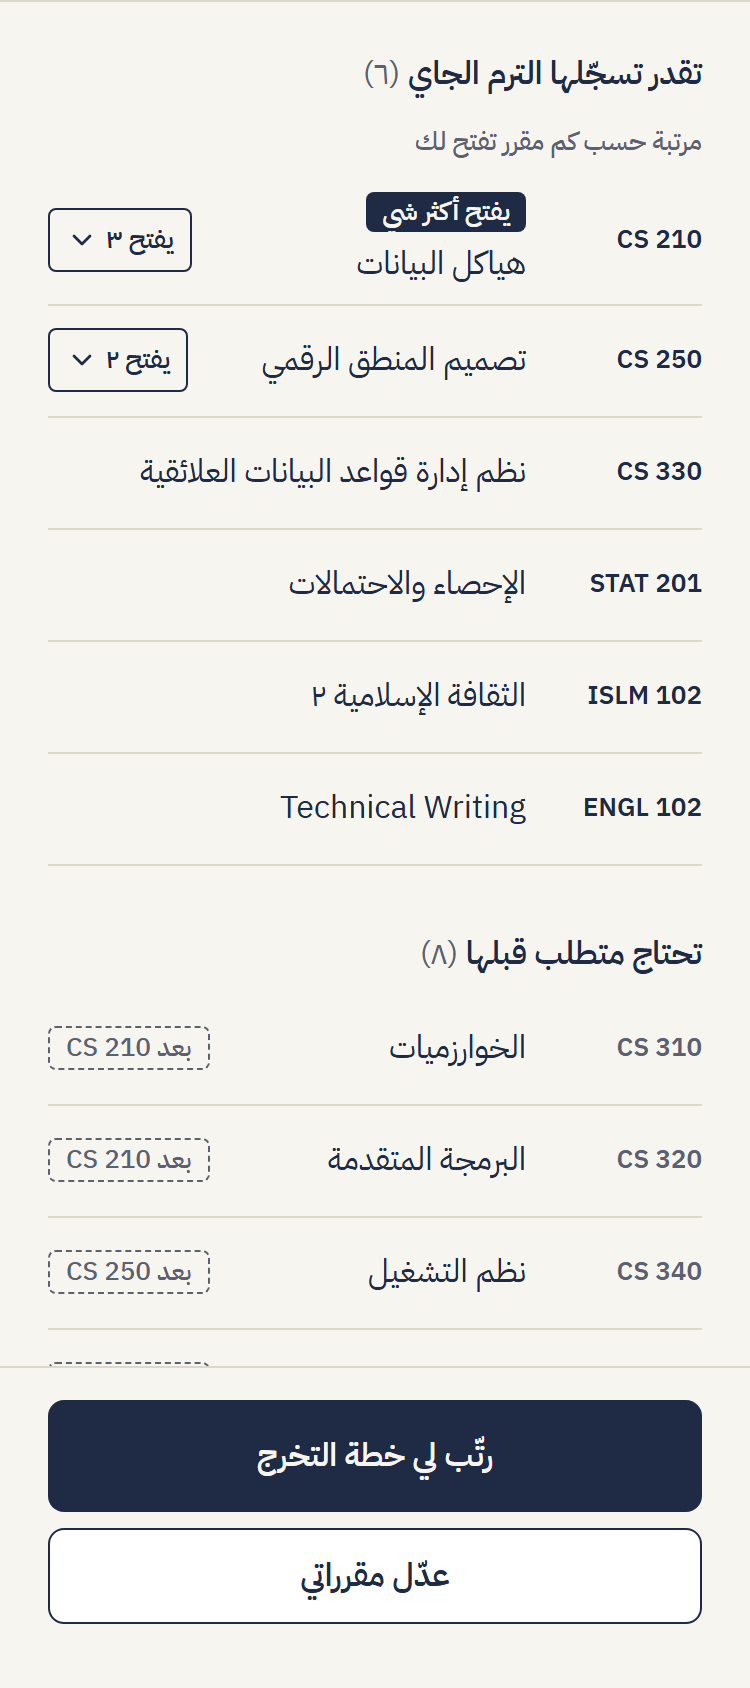 تقدر تسجّلها الترم الجاي (٦)
مرتبة حسب كم مقرر تفتح لك
يفتح أكثر شي
CS 210 هياكل البيانات يفتح ٣
CS 250 تصميم المنطق الرقمي يفتح ٢
CS 330 نظم إدارة قواعد البيانات العلائقية
STAT 201 الإحصاء والاحتمالات
ISLM 102 الثقافة الإسلامية ٢
ENGL 102 Technical Writing
تحتاج متطلب قبلها (٨)
CS 310 الخوارزميات بعد CS 210
CS 320 البرمجة المتقدمة بعد CS 210
CS 340 نظم التشغيل بعد CS 250
رتّب لي خطة التخرج
عدّل مقرراتي